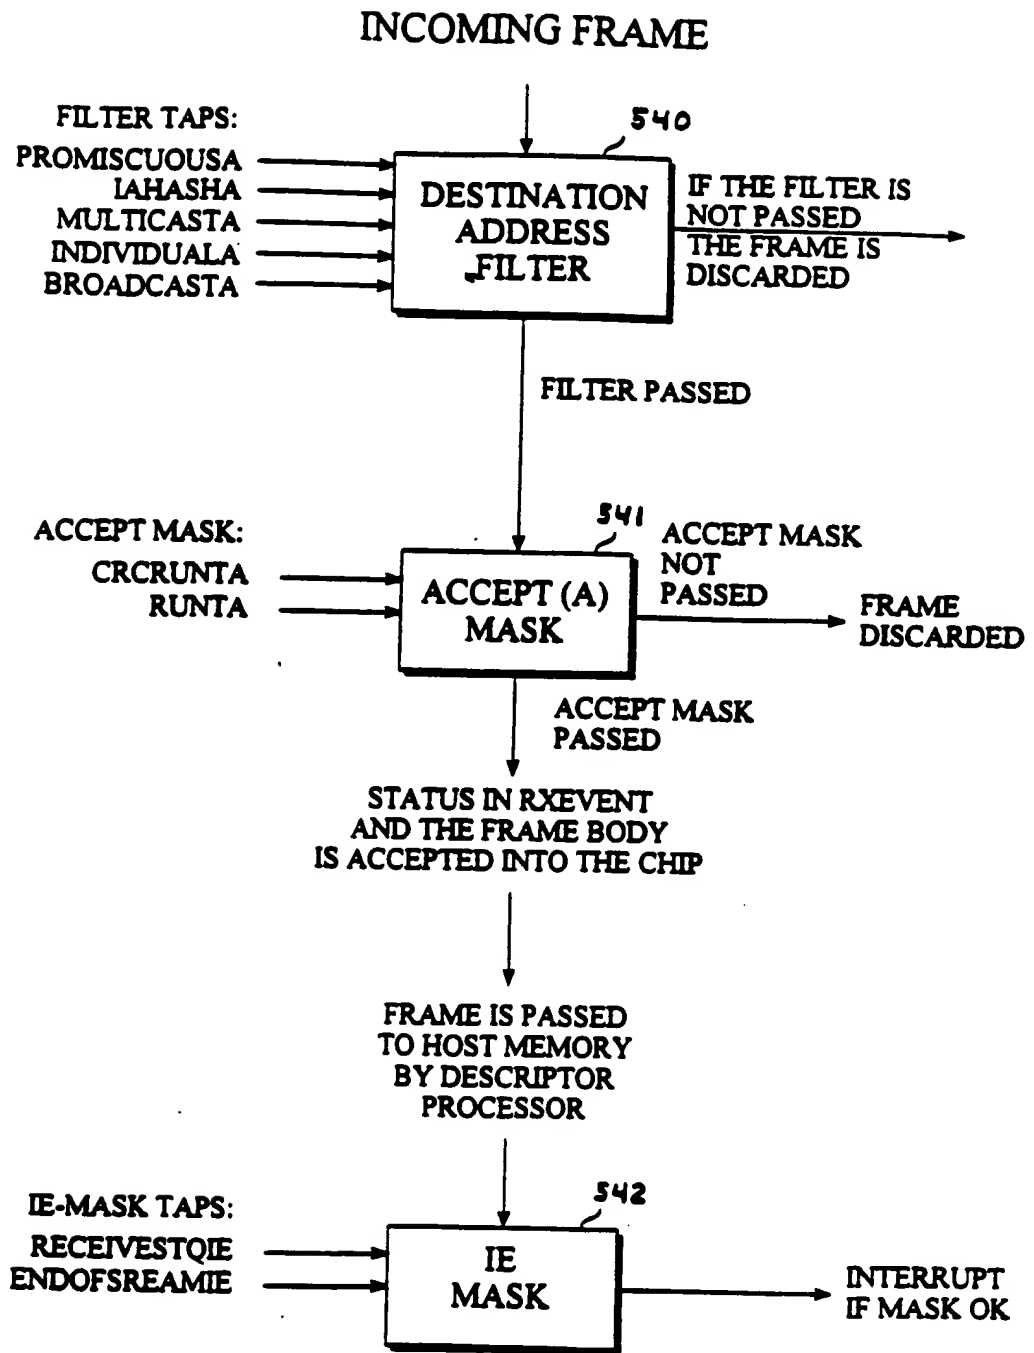 INCOMING FRAME
FILTER TAPS:
PROMISCUOUSA
IAHASHA
MULTICASTA
INDIVIDUALA
BROADCASTA
540
DESTINATION
ADDRESS
FILTER
IF THE FILTER IS
NOT PASSED
THE FRAME IS
DISCARDED
FILTER PASSED
ACCEPT MASK:
CRCRUNTA
RUNTA
541
ACCEPT (A)
MASK
ACCEPT MASK
NOT
PASSED
FRAME
DISCARDED
ACCEPT MASK
PASSED
STATUS IN RXEVENT
AND THE FRAME BODY
IS ACCEPTED INTO THE CHIP
FRAME IS PASSED
TO HOST MEMORY
BY DESCRIPTOR
PROCESSOR
IE-MASK TAPS:
RECEIVESTQIE
ENDOFSREAMIE
542
IE
MASK
INTERRUPT
IF MASK OK